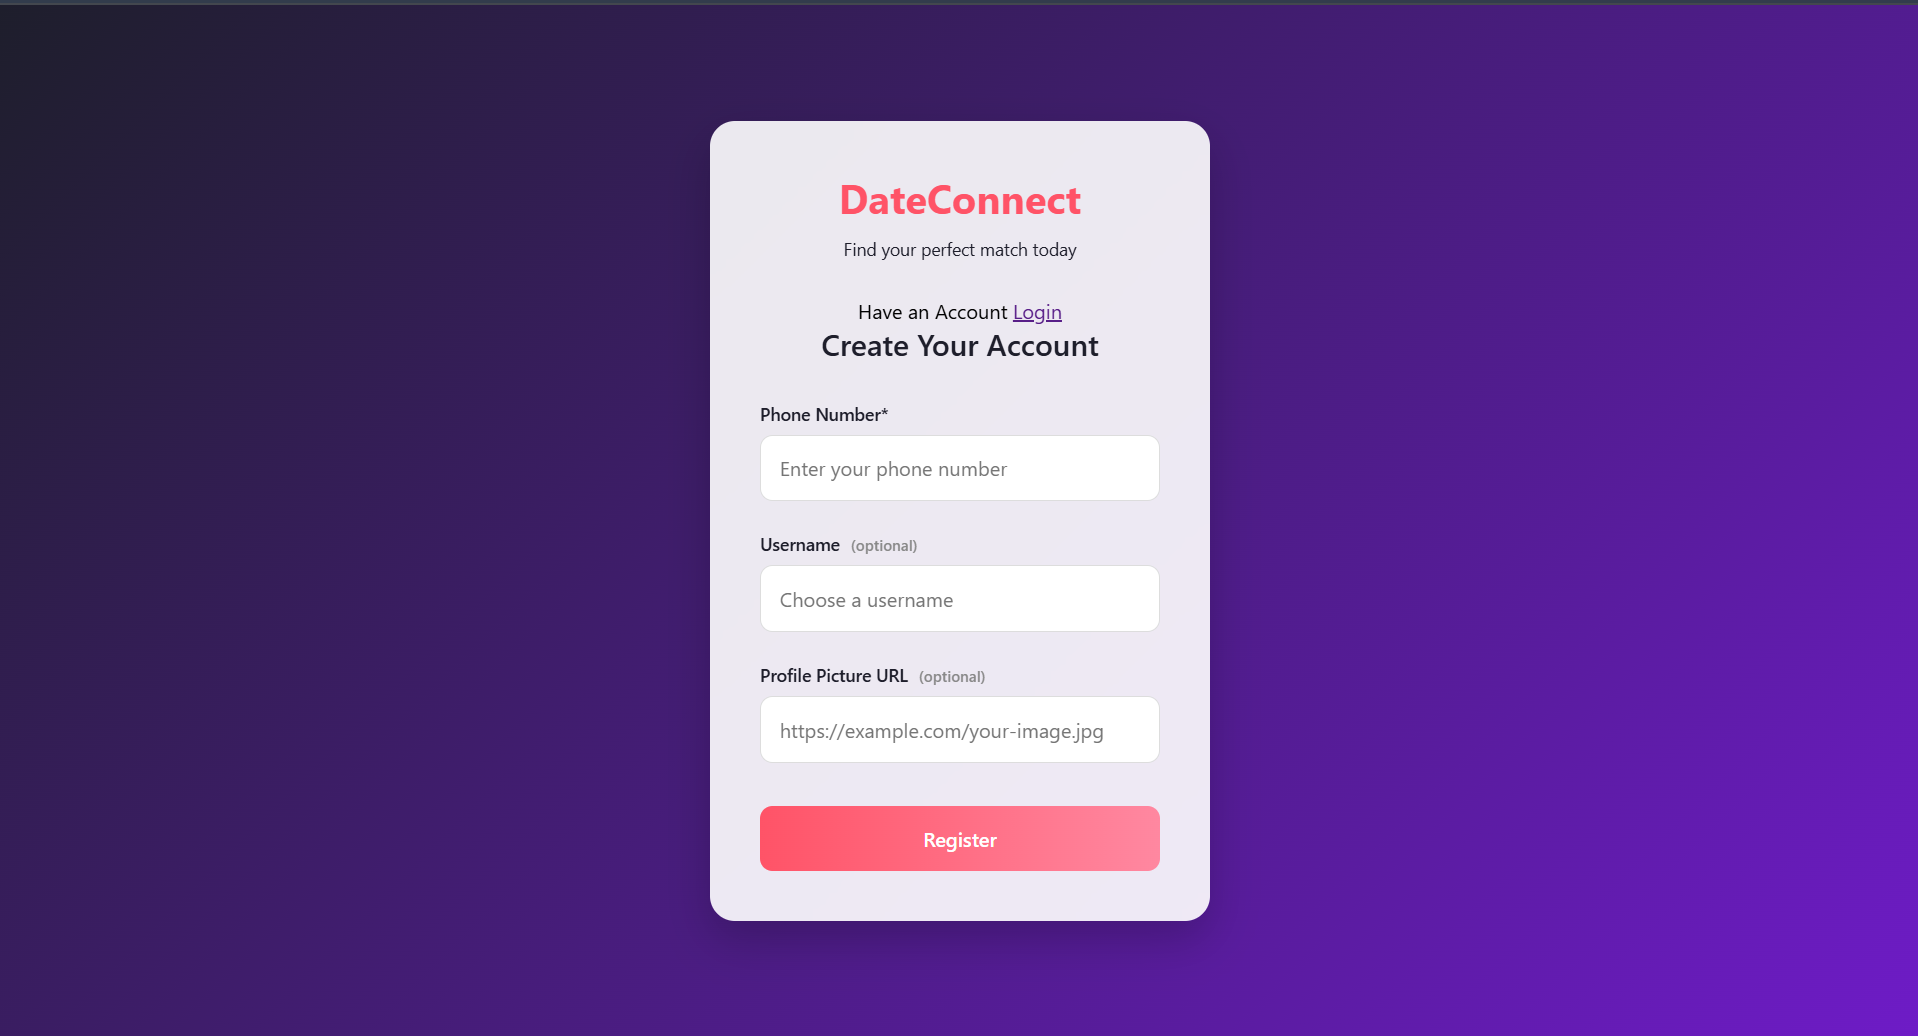 DateConnect
Find your perfect match today
Have an Account Login
Create Your Account
Phone Number*
Enter your phone number
Username (optional)
Choose a username
Profile Picture URL (optional)
https://example.com/your-image.jpg
Register